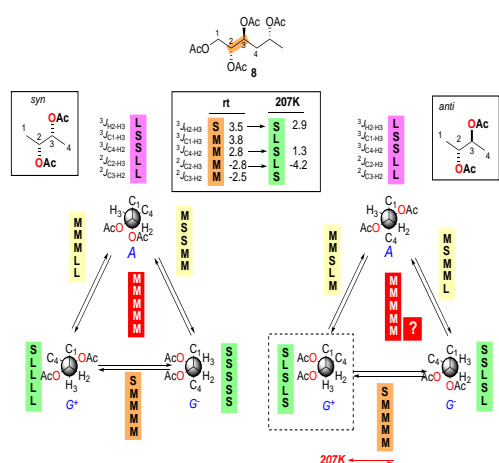 OAc OAc
1 OAc
AcO 2 3 4
OAc
8
syn
OAc
1 2 3 4
OAc
³J H2-H3 L
³J C1-H3 S
³J C4-H2 S
²J C2-H3 L
²J C3-H2 L
rt 207K
³J H2-H3 S 3.5 S 2.9
³J C1-H3 M 3.8 L
³J C4-H2 M 2.8 S 1.3
²J C2-H3 M -2.8 L -4.2
²J C3-H2 M -2.5 S
³J H2-H3 L
³J C1-H3 S
³J C4-H2 S
²J C2-H3 L
²J C3-H2 L
anti
OAc
1 2 3 4
OAc
M M M L L
C1
H3 C4
AcO H2
OAc
A
M S S M M
M M M M M
S L L L L
C1
C4 OAc
AcO H2
H3
G+
S M M M M
C1
AcO H3
AcO H2
C4
G-
S S S S S
M M S L M
C1
H3 OAc
AcO H2
C4
A
M S M M L
M M M M M ?
S L S L S
C1
AcO H3
AcO H2
H3
G+
S M M M M
C1
C4 H3
AcO H2
OAc
G-
S S L S L
207K